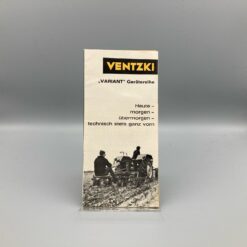 VENTZKI
„VARIANT" Gerätereihe
Heute –
morgen –
übermorgen –
technisch stets ganz vorn